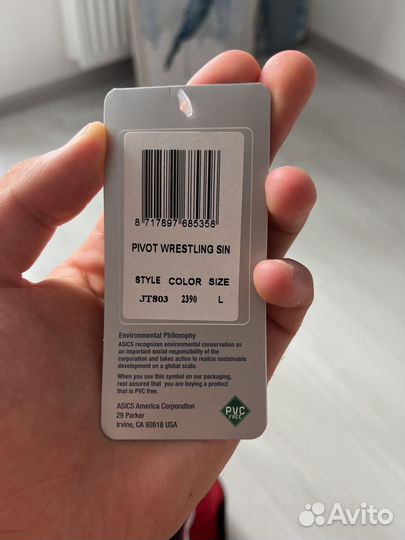 8 717897 685358
PIVOT WRESTLING SIN
STYLE COLOR SIZE
JT803 2390 L
Environmental Philosophy
ASICS recognizes environmental conservation as
an important social responsibility of the
corporation and takes action to realize sustainable
development on a global scale.
When you see this symbol on our packaging,
rest assured that you are buying a product
that is PVC free.
ASICS America Corporation
29 Parker
Irvine, CA 92618 USA
PVC
FREE
Avito